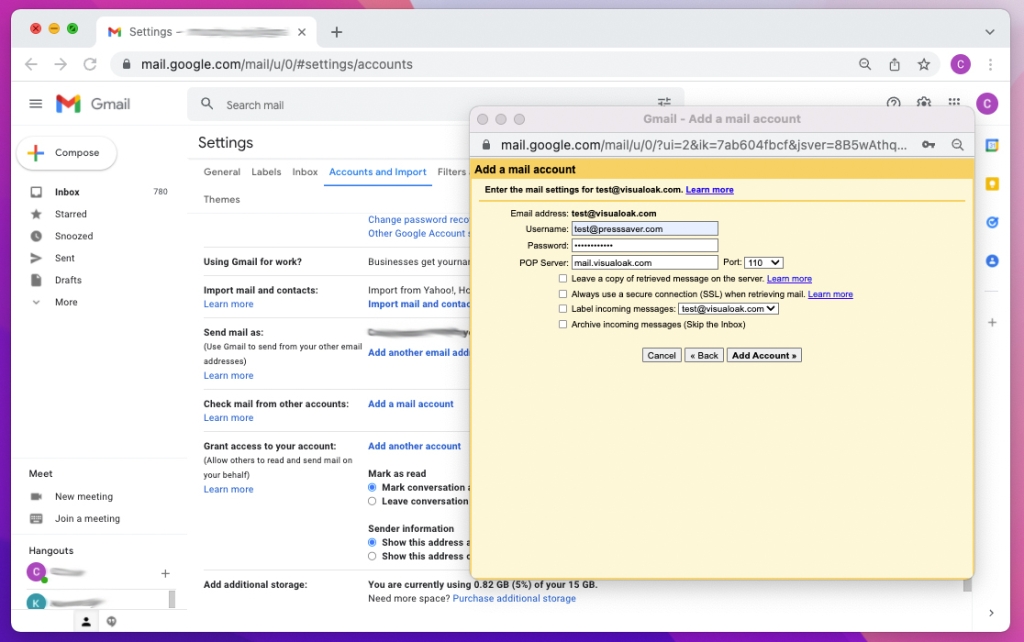 Settings –
mail.google.com/mail/u/0/#settings/accounts
C
Gmail
Search mail
C
Compose
Inbox 780
Starred
Snoozed
Sent
Drafts
More
Meet
New meeting
Join a meeting
Hangouts
C
K
Settings
General Labels Inbox Accounts and Import Filters
Themes
Change password reco
Other Google Account s
Using Gmail for work? Businesses get yournar
Import mail and contacts: Import from Yahoo!, Ho
Learn more Import mail and contac
Send mail as:
(Use Gmail to send from your other email
addresses)
Add another email addr
Learn more
Check mail from other accounts: Add a mail account
Learn more
Grant access to your account: Add another account
(Allow others to read and send mail on
your behalf)
Learn more
Mark as read
Mark conversation a
Leave conversation
Sender information
Show this address a
Show this address o
Add additional storage: You are currently using 0.82 GB (5%) of your 15 GB.
Need more space? Purchase additional storage
Gmail - Add a mail account
mail.google.com/mail/u/0/?ui=2&ik=7ab604fbcf&jsver=8B5wAthq...
Add a mail account
Enter the mail settings for test@visualoak.com. Learn more
Email address: test@visualoak.com
Username: test@presssaver.com
Password: ••••••••••••
POP Server: mail.visualoak.com Port: 110
Leave a copy of retrieved message on the server. Learn more
Always use a secure connection (SSL) when retrieving mail. Learn more
Label incoming messages: test@visualoak.com
Archive incoming messages (Skip the Inbox)
Cancel « Back Add Account »